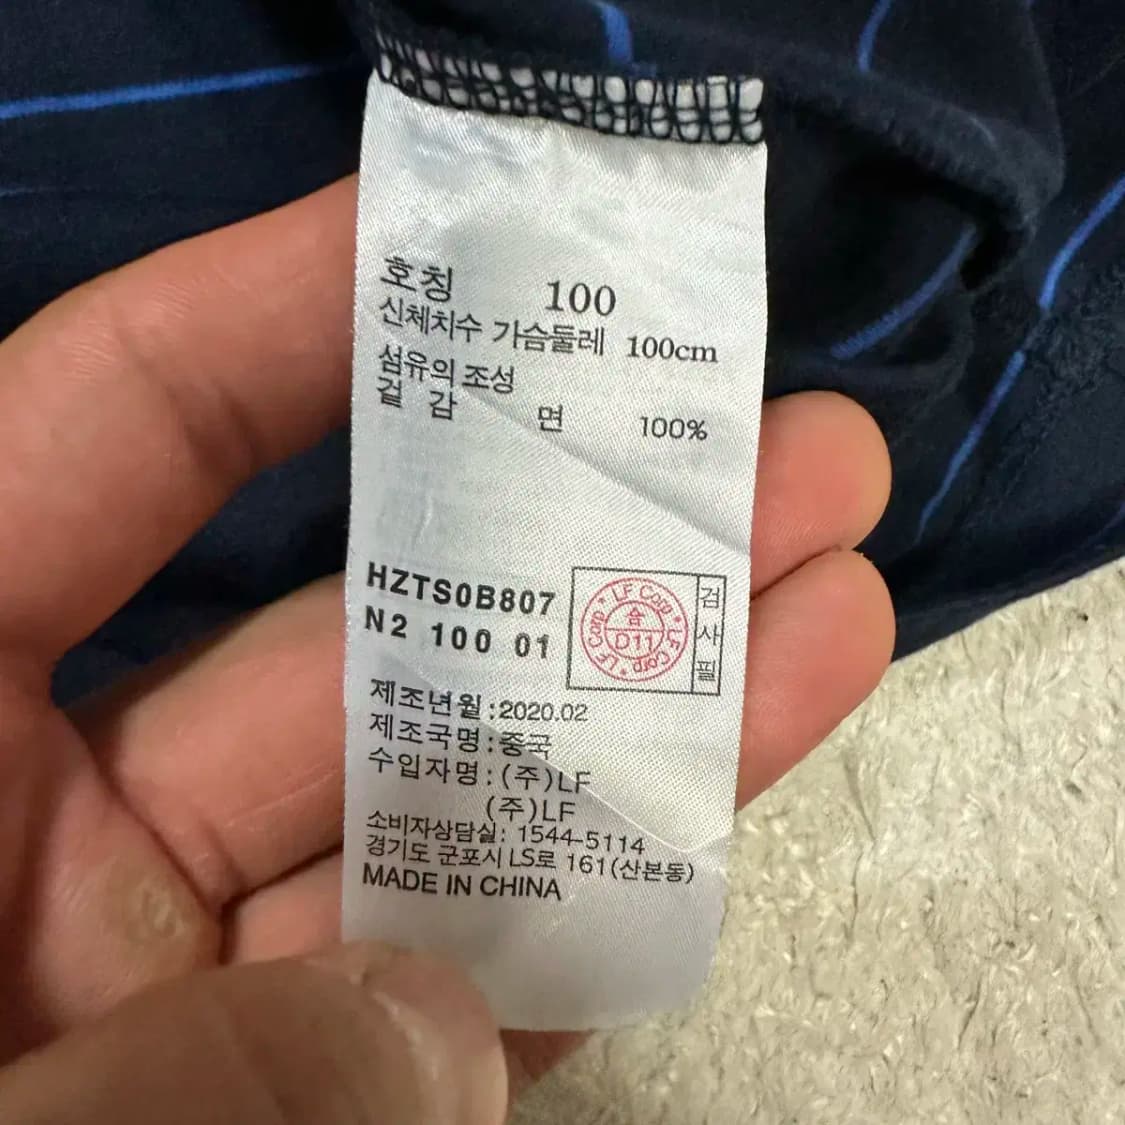 호칭 100
신체치수 가슴둘레 100cm
섬유의 조성
겉 감 면 100%
HZTS0B807
N2 100 01
* LF Corp * LF Corp * LF Corp
合
D11
검사필
제조년월:2020.02
제조국명:중국
수입자명:(주)LF
(주)LF
소비자상담실: 1544-5114
경기도 군포시 LS로 161(산본동)
MADE IN CHINA